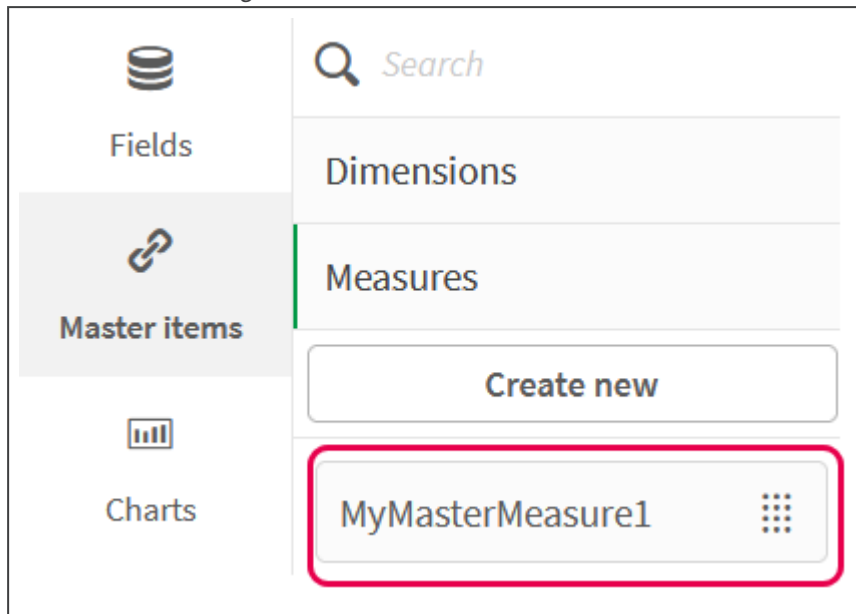 Search
Fields
Dimensions
Measures
Master items
Create new
Charts
MyMasterMeasure1